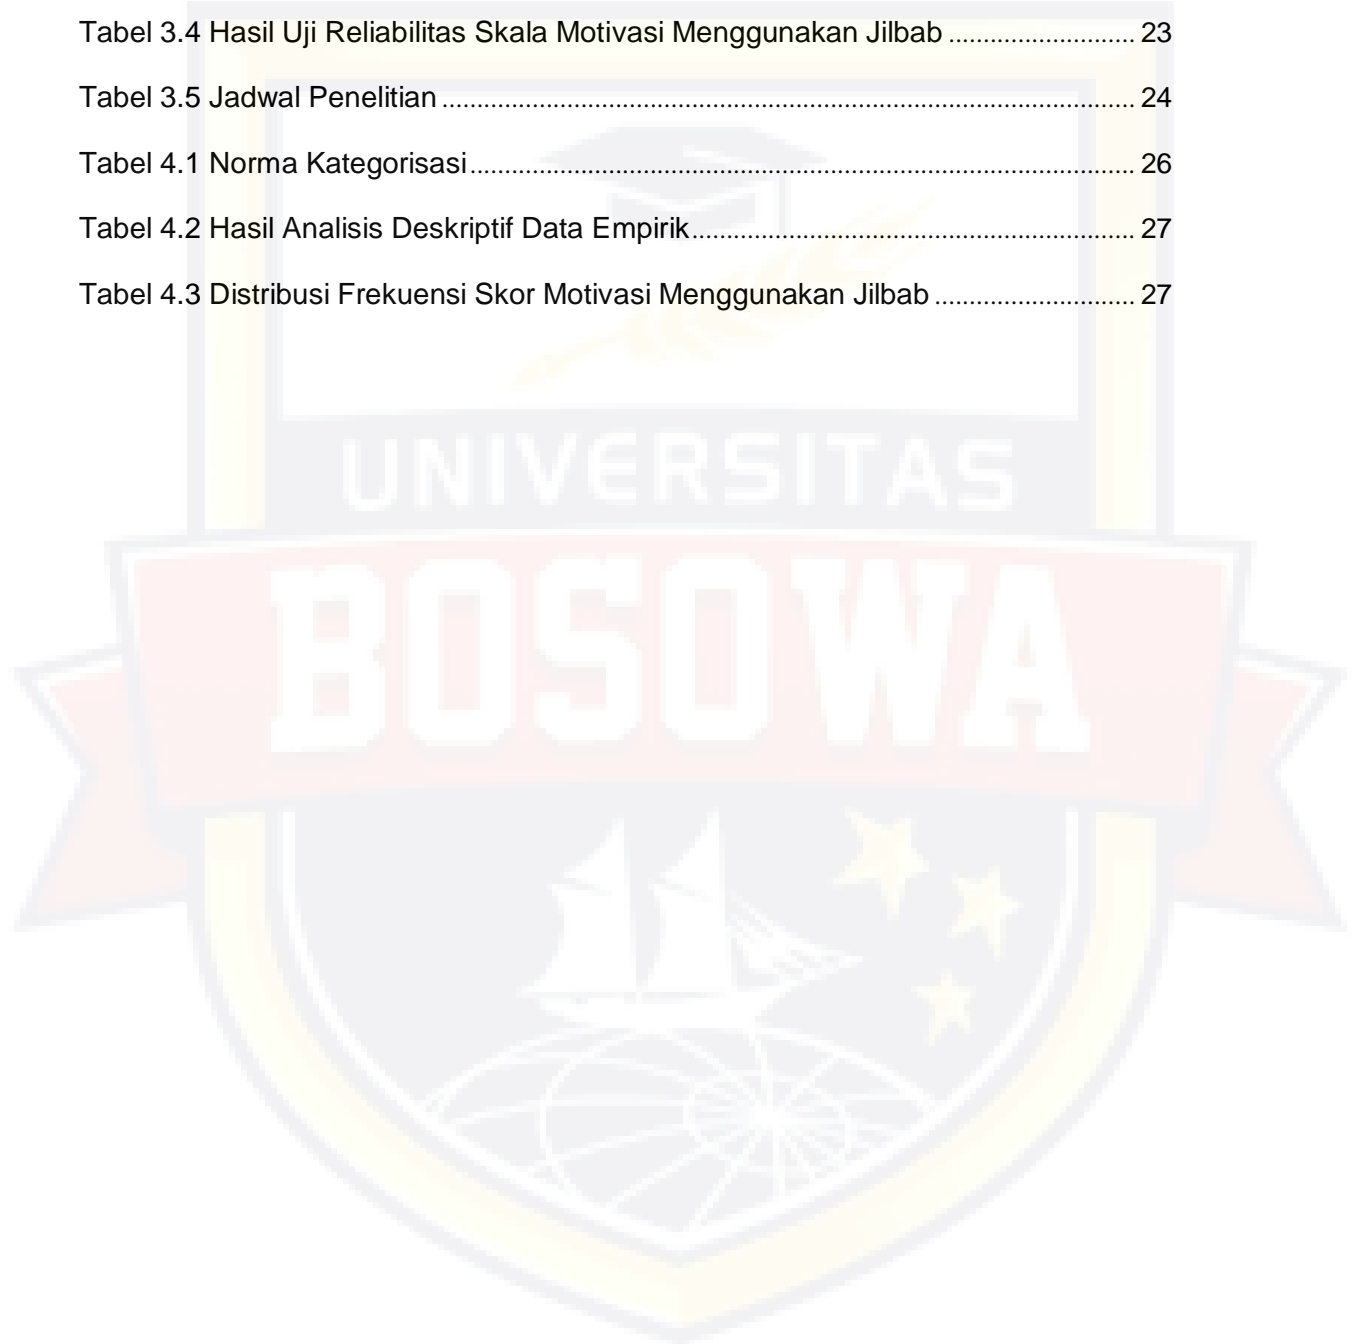 Tabel 3.4 Hasil Uji Reliabilitas Skala Motivasi Menggunakan Jilbab ........................ 23
Tabel 3.5 Jadwal Penelitian ........................................................................................ 24
Tabel 4.1 Norma Kategorisasi ..................................................................................... 26
Tabel 4.2 Hasil Analisis Deskriptif Data Empirik ......................................................... 27
Tabel 4.3 Distribusi Frekuensi Skor Motivasi Menggunakan Jilbab .......................... 27
UNIVERSITAS
BOSOWA